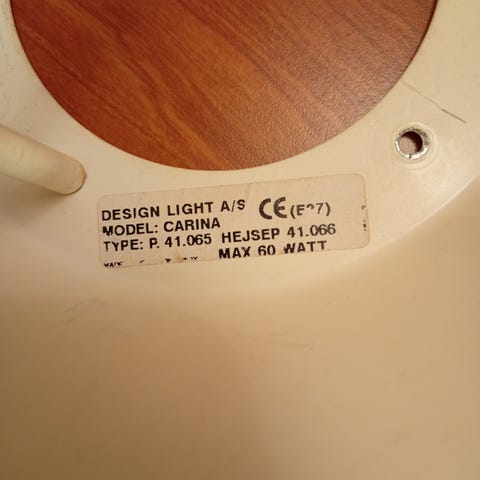 DESIGN LIGHT A/S CE
MODEL: CARINA
TYPE: P. 41.065 HEJSEP 41.066
MAX 60 WATT